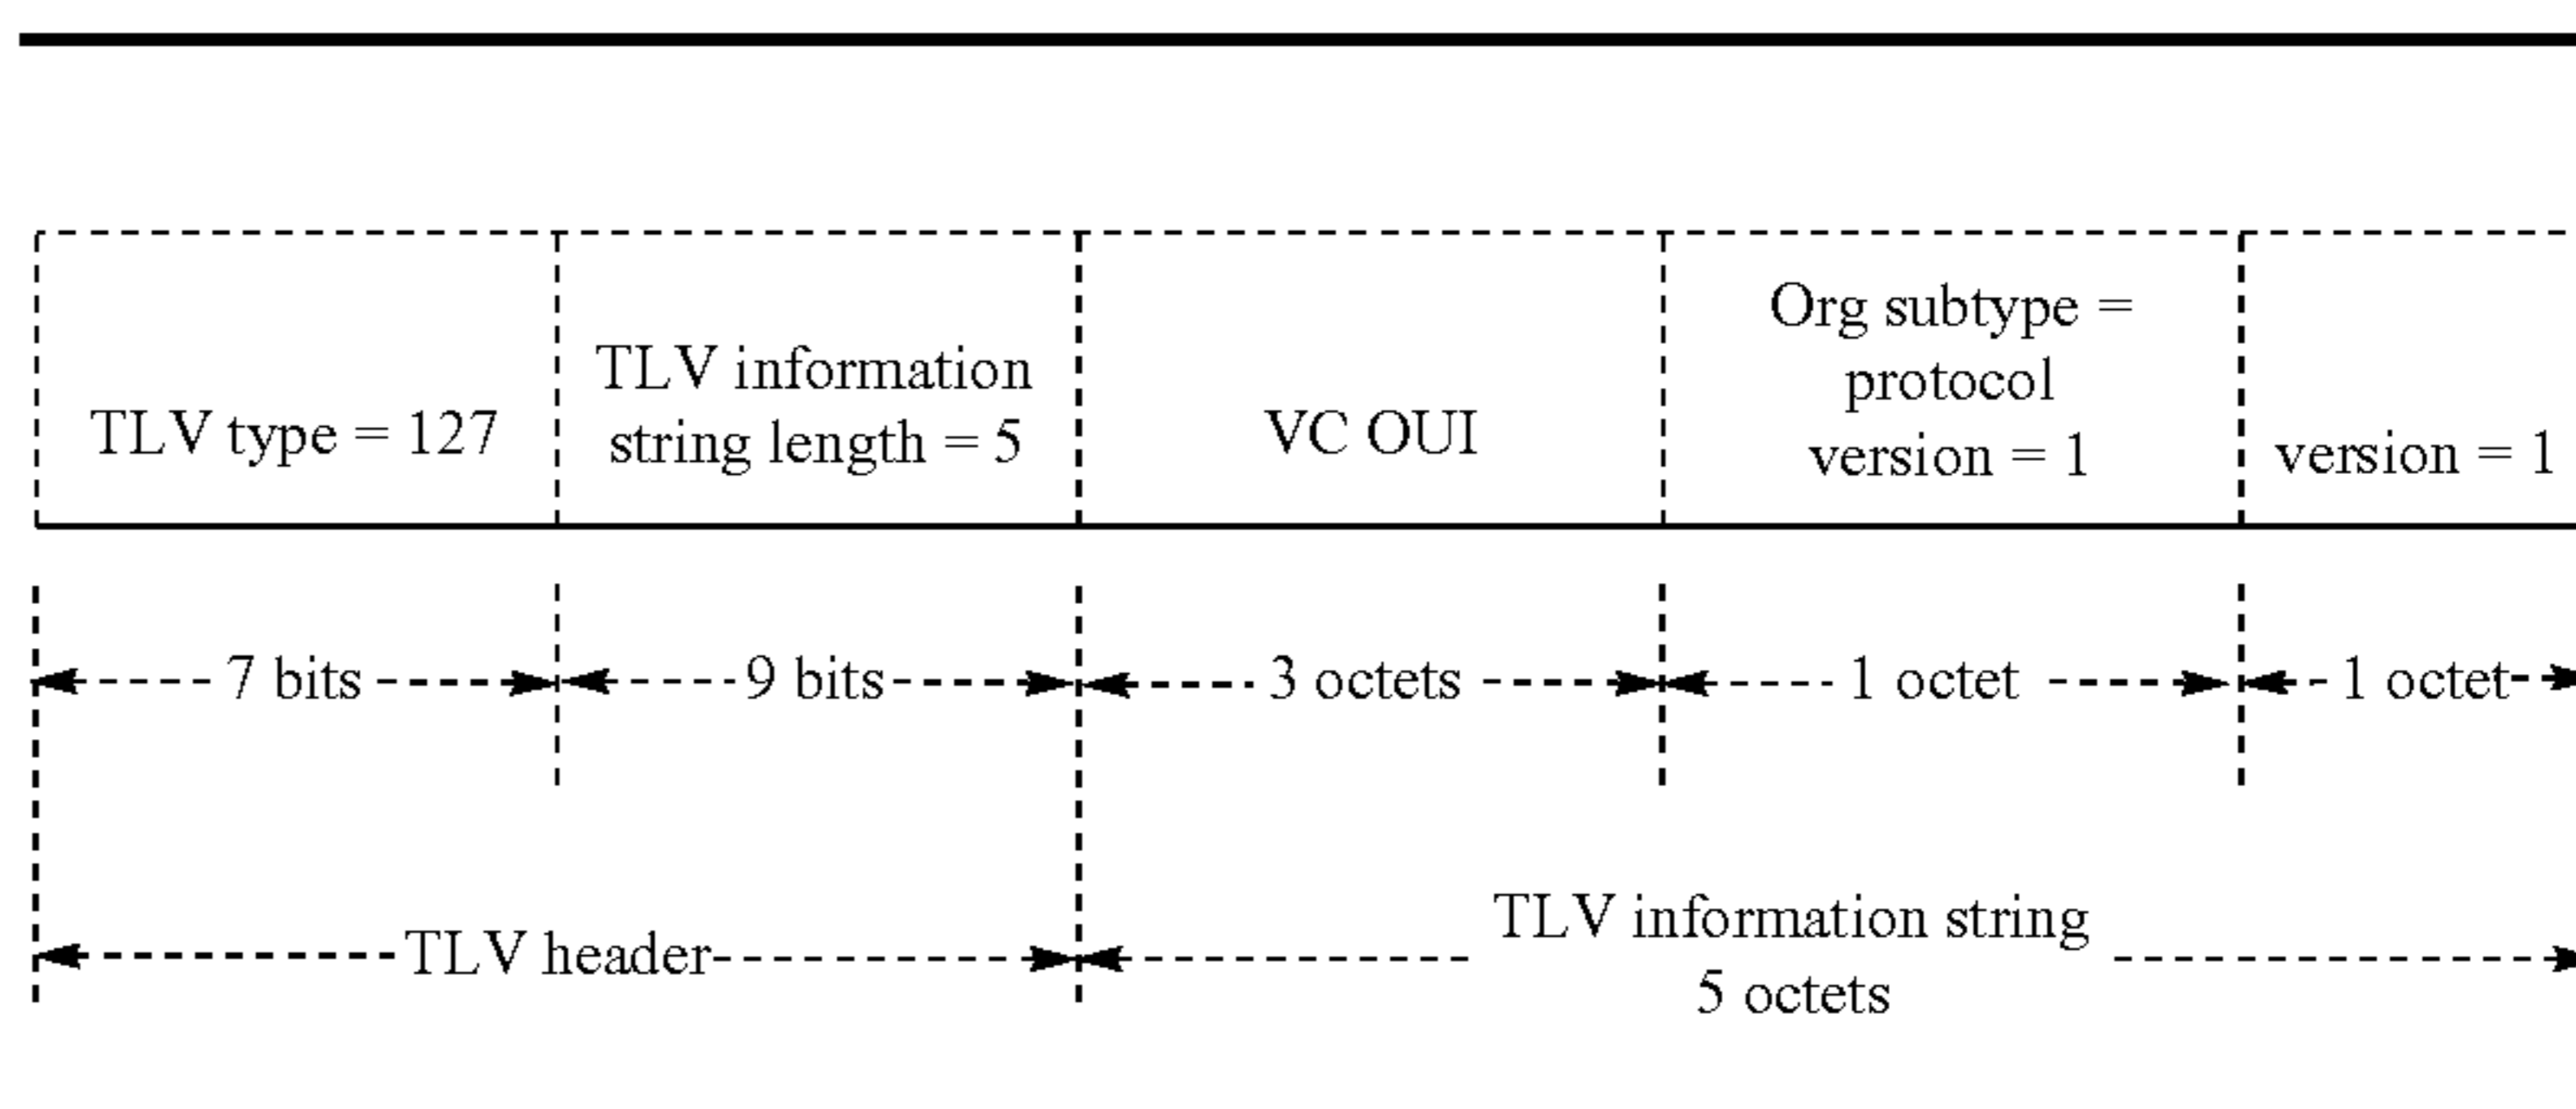 TLV type = 127
TLV information
string length = 5
VC OUI
Org subtype =
protocol
version = 1
version = 1
7 bits
9 bits
3 octets
1 octet
1 octet
TLV header
TLV information string
5 octets